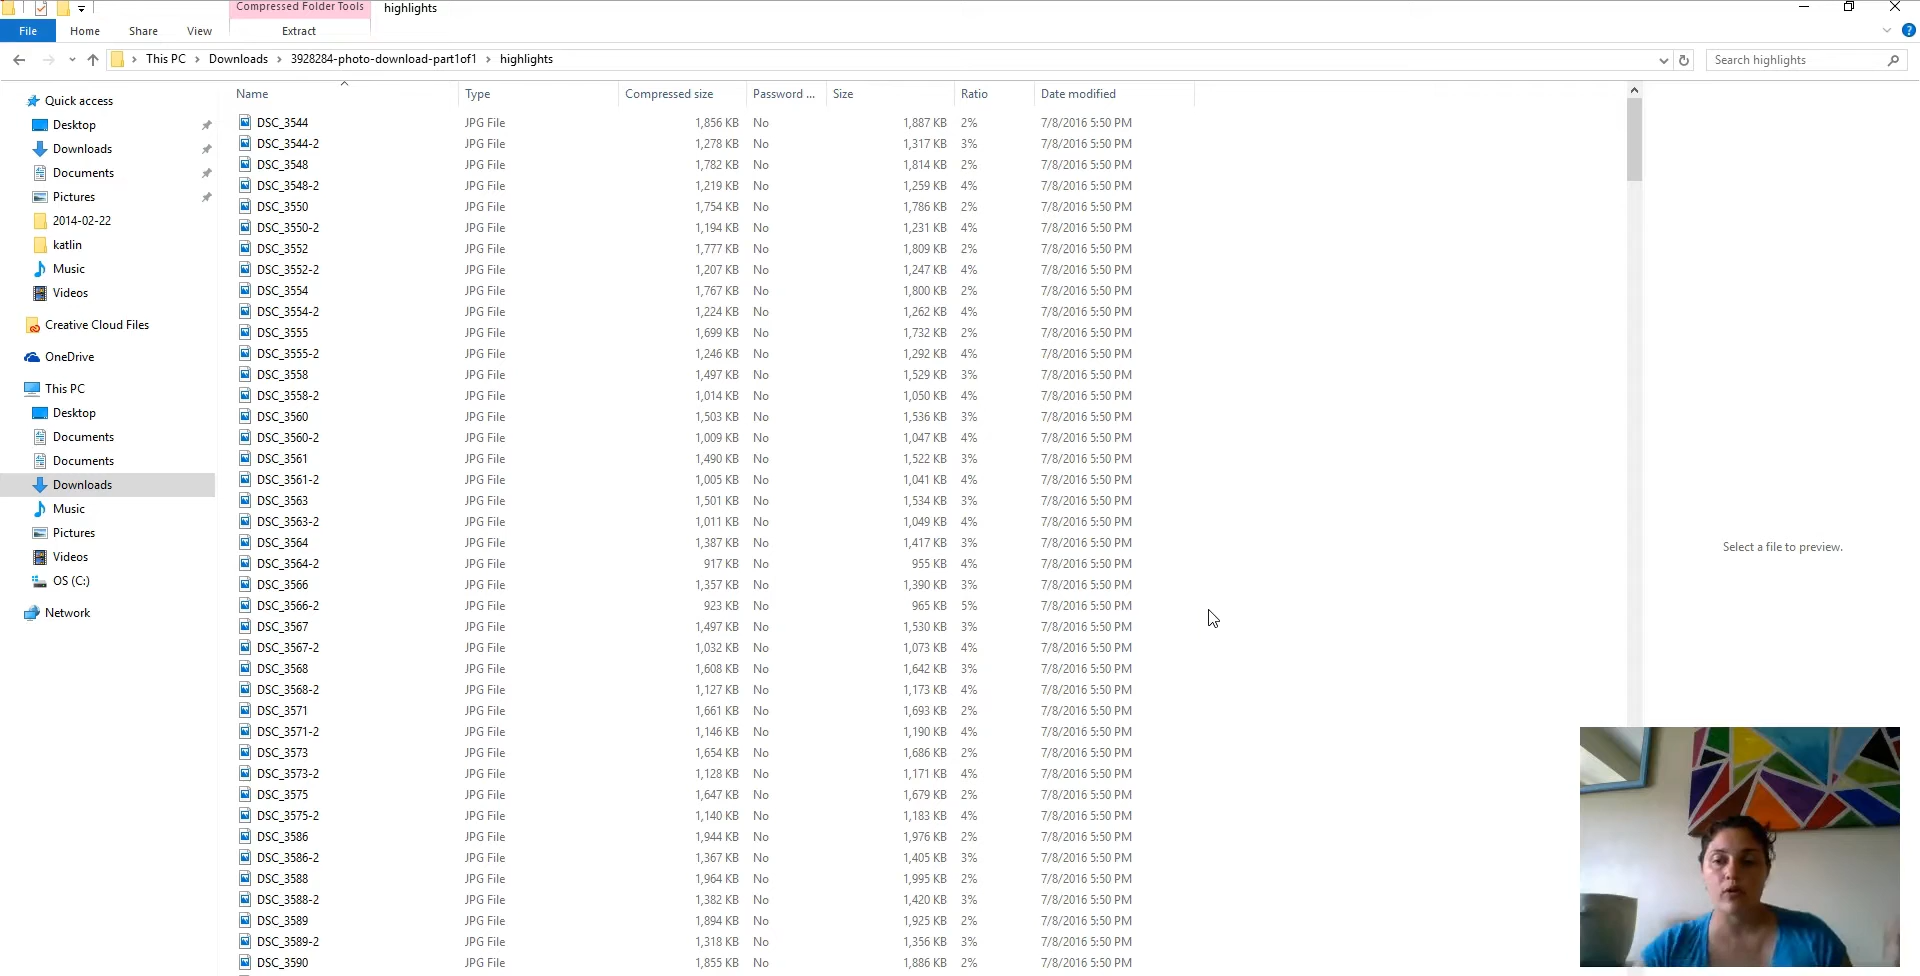 Compressed Folder Tools highlights
File Home Share View Extract
This PC Downloads 3928284-photo-download-part1of1 highlights Search highlights
Quick access
Desktop
Downloads
Documents
Pictures
2014-02-22
katlin
Music
Videos
Creative Cloud Files
OneDrive
This PC
Desktop
Documents
Documents
Downloads
Music
Pictures
Videos
OS (C:)
Network
Name Type Compressed size Password ... Size Ratio Date modified
DSC_3544 JPG File 1,856 KB No 1,887 KB 2% 7/8/2016 5:50 PM
DSC_3544-2 JPG File 1,278 KB No 1,317 KB 3% 7/8/2016 5:50 PM
DSC_3548 JPG File 1,782 KB No 1,814 KB 2% 7/8/2016 5:50 PM
DSC_3548-2 JPG File 1,219 KB No 1,259 KB 4% 7/8/2016 5:50 PM
DSC_3550 JPG File 1,754 KB No 1,786 KB 2% 7/8/2016 5:50 PM
DSC_3550-2 JPG File 1,194 KB No 1,231 KB 4% 7/8/2016 5:50 PM
DSC_3552 JPG File 1,777 KB No 1,809 KB 2% 7/8/2016 5:50 PM
DSC_3552-2 JPG File 1,207 KB No 1,247 KB 4% 7/8/2016 5:50 PM
DSC_3554 JPG File 1,767 KB No 1,800 KB 2% 7/8/2016 5:50 PM
DSC_3554-2 JPG File 1,224 KB No 1,262 KB 4% 7/8/2016 5:50 PM
DSC_3555 JPG File 1,699 KB No 1,732 KB 2% 7/8/2016 5:50 PM
DSC_3555-2 JPG File 1,246 KB No 1,292 KB 4% 7/8/2016 5:50 PM
DSC_3558 JPG File 1,497 KB No 1,529 KB 3% 7/8/2016 5:50 PM
DSC_3558-2 JPG File 1,014 KB No 1,050 KB 4% 7/8/2016 5:50 PM
DSC_3560 JPG File 1,503 KB No 1,536 KB 3% 7/8/2016 5:50 PM
DSC_3560-2 JPG File 1,009 KB No 1,047 KB 4% 7/8/2016 5:50 PM
DSC_3561 JPG File 1,490 KB No 1,522 KB 3% 7/8/2016 5:50 PM
DSC_3561-2 JPG File 1,005 KB No 1,041 KB 4% 7/8/2016 5:50 PM
DSC_3563 JPG File 1,501 KB No 1,534 KB 3% 7/8/2016 5:50 PM
DSC_3563-2 JPG File 1,011 KB No 1,049 KB 4% 7/8/2016 5:50 PM
DSC_3564 JPG File 1,387 KB No 1,417 KB 3% 7/8/2016 5:50 PM
DSC_3564-2 JPG File 917 KB No 955 KB 4% 7/8/2016 5:50 PM
DSC_3566 JPG File 1,357 KB No 1,390 KB 3% 7/8/2016 5:50 PM
DSC_3566-2 JPG File 923 KB No 965 KB 5% 7/8/2016 5:50 PM
DSC_3567 JPG File 1,497 KB No 1,530 KB 3% 7/8/2016 5:50 PM
DSC_3567-2 JPG File 1,032 KB No 1,073 KB 4% 7/8/2016 5:50 PM
DSC_3568 JPG File 1,608 KB No 1,642 KB 3% 7/8/2016 5:50 PM
DSC_3568-2 JPG File 1,127 KB No 1,173 KB 4% 7/8/2016 5:50 PM
DSC_3571 JPG File 1,661 KB No 1,693 KB 2% 7/8/2016 5:50 PM
DSC_3571-2 JPG File 1,146 KB No 1,190 KB 4% 7/8/2016 5:50 PM
DSC_3573 JPG File 1,654 KB No 1,686 KB 2% 7/8/2016 5:50 PM
DSC_3573-2 JPG File 1,128 KB No 1,171 KB 4% 7/8/2016 5:50 PM
DSC_3575 JPG File 1,647 KB No 1,679 KB 2% 7/8/2016 5:50 PM
DSC_3575-2 JPG File 1,140 KB No 1,183 KB 4% 7/8/2016 5:50 PM
DSC_3586 JPG File 1,944 KB No 1,976 KB 2% 7/8/2016 5:50 PM
DSC_3586-2 JPG File 1,367 KB No 1,405 KB 3% 7/8/2016 5:50 PM
DSC_3588 JPG File 1,964 KB No 1,995 KB 2% 7/8/2016 5:50 PM
DSC_3588-2 JPG File 1,382 KB No 1,420 KB 3% 7/8/2016 5:50 PM
DSC_3589 JPG File 1,894 KB No 1,925 KB 2% 7/8/2016 5:50 PM
DSC_3589-2 JPG File 1,318 KB No 1,356 KB 3% 7/8/2016 5:50 PM
DSC_3590 JPG File 1,855 KB No 1,886 KB 2% 7/8/2016 5:50 PM
Select a file to preview.